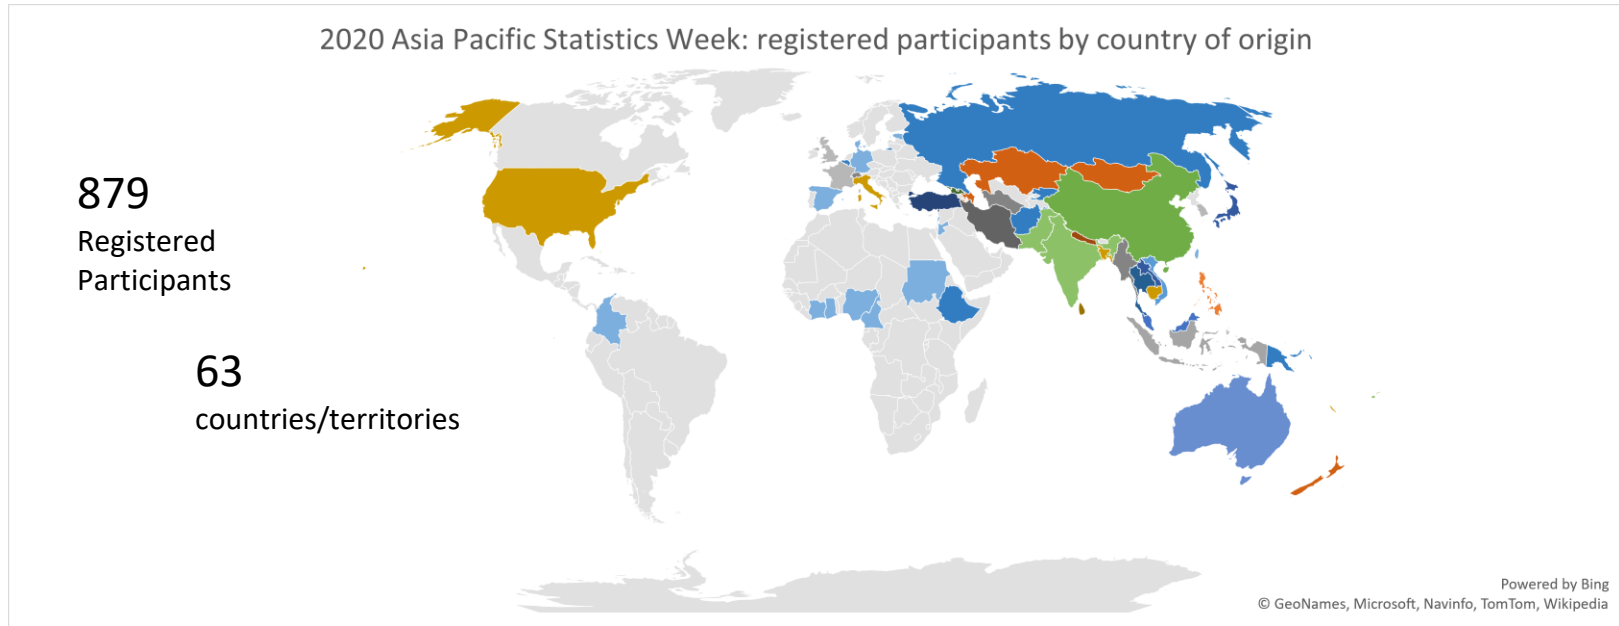 2020 Asia Pacific Statistics Week: registered participants by country of origin
879
Registered
Participants
63
countries/territories
Powered by Bing
© GeoNames, Microsoft, Navinfo, TomTom, Wikipedia